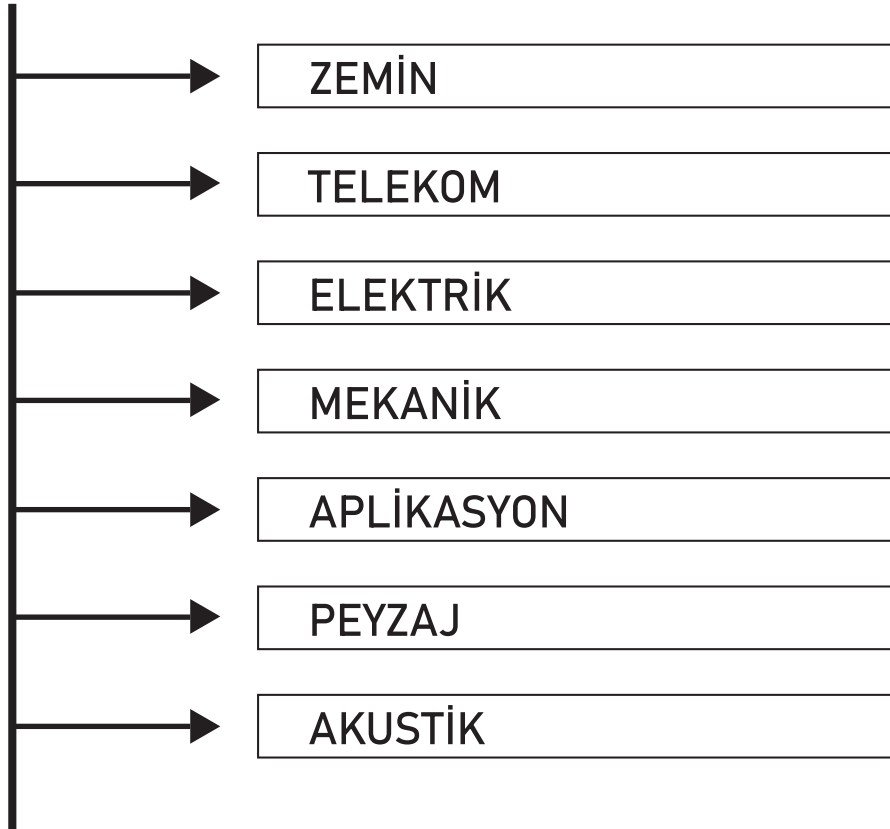 ZEMİN
TELEKOM
ELEKTRİK
MEKANİK
APLİKASYON
PEYZAJ
AKUSTİK